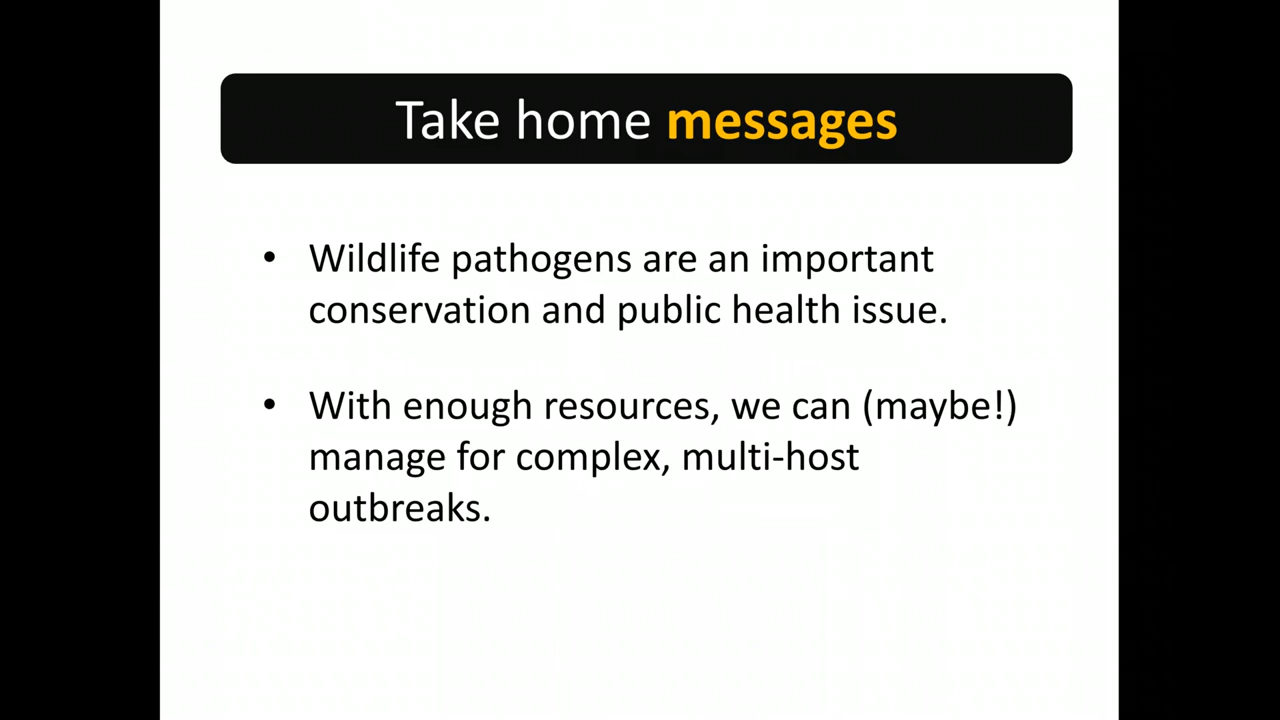 Take home messages
• Wildlife pathogens are an important
conservation and public health issue.
• With enough resources, we can (maybe!)
manage for complex, multi-host
outbreaks.